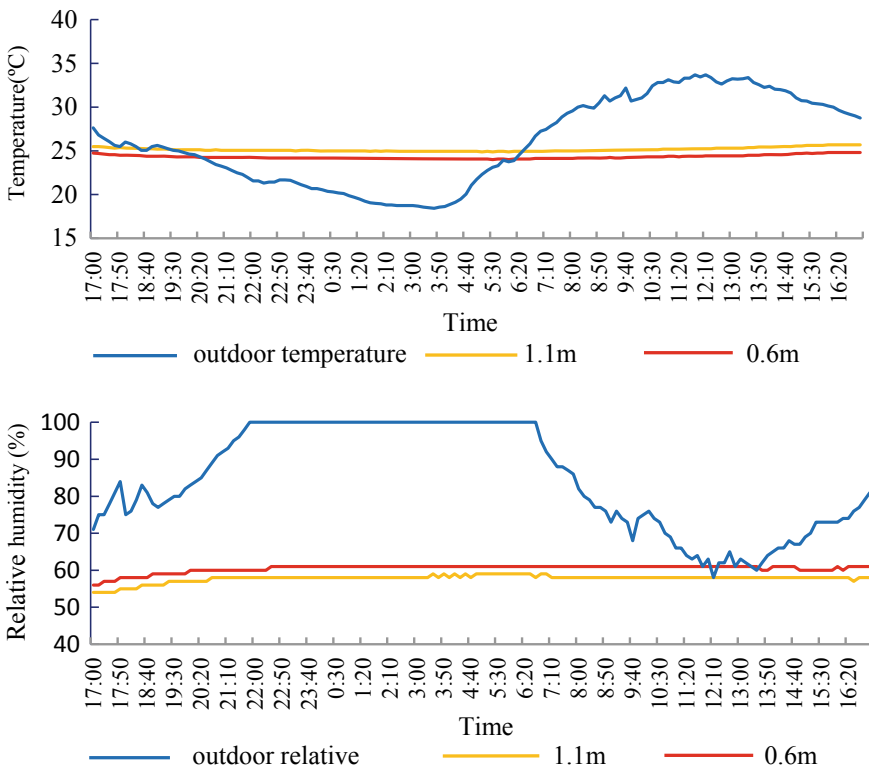 Temperature(ºC)
40
35
30
25
20
15
17:00 17:50 18:40 19:30 20:20 21:10 22:00 22:50 23:40 0:30 1:20 2:10 3:00 3:50 4:40 5:30 6:20 7:10 8:00 8:50 9:40 10:30 11:20 12:10 13:00 13:50 14:40 15:30 16:20
Time
outdoor temperature 1.1m 0.6m
Relative humidity (%)
100
90
80
70
60
50
40
17:00 17:50 18:40 19:30 20:20 21:10 22:00 22:50 23:40 0:30 1:20 2:10 3:00 3:50 4:40 5:30 6:20 7:10 8:00 8:50 9:40 10:30 11:20 12:10 13:00 13:50 14:40 15:30 16:20
Time
outdoor relative 1.1m 0.6m